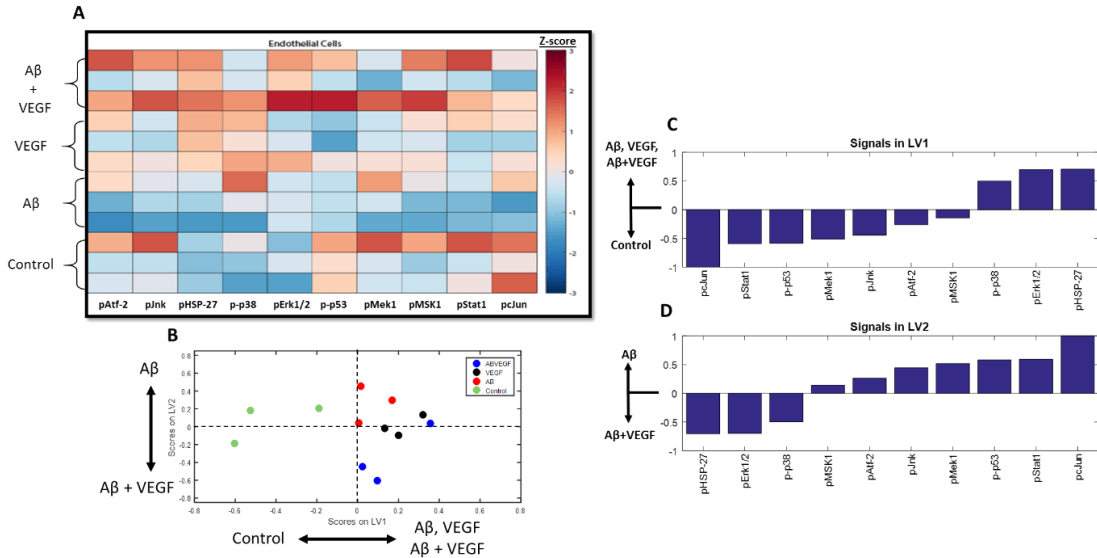 A
Endothelial Cells
Z-score
3
2
1
0
-1
-2
-3
Aβ
+
VEGF
VEGF
Aβ
Control
pAtf-2 pJnk pHSP-27 p-p38 pErk1/2 p-p53 pMek1 pMSK1 pStat1 pcJun
B
Aβ
Aβ + VEGF
Scores on LV2
0.8
0.6
0.4
0.2
0
-0.2
-0.4
-0.6
-0.8
ABVEGF
VEGF
AB
Control
-0.8 -0.6 -0.4 -0.2 0 0.2 0.4 0.6 0.8
Scores on LV1
Control
Aβ, VEGF
Aβ + VEGF
C
Signals in LV1
Aβ, VEGF,
Aβ+VEGF
Control
1
0.5
0
-0.5
-1
pcJun pStat1 p-p53 pMek1 pJnk pAtf-2 pMSK1 p-p38 pErk1/2 pHSP-27
D
Signals in LV2
Aβ
Aβ+VEGF
1
0.5
0
-0.5
-1
pHSP-27 pErk1/2 p-p38 pMSK1 pAtf-2 pJnk pMek1 p-p53 pStat1 pcJun